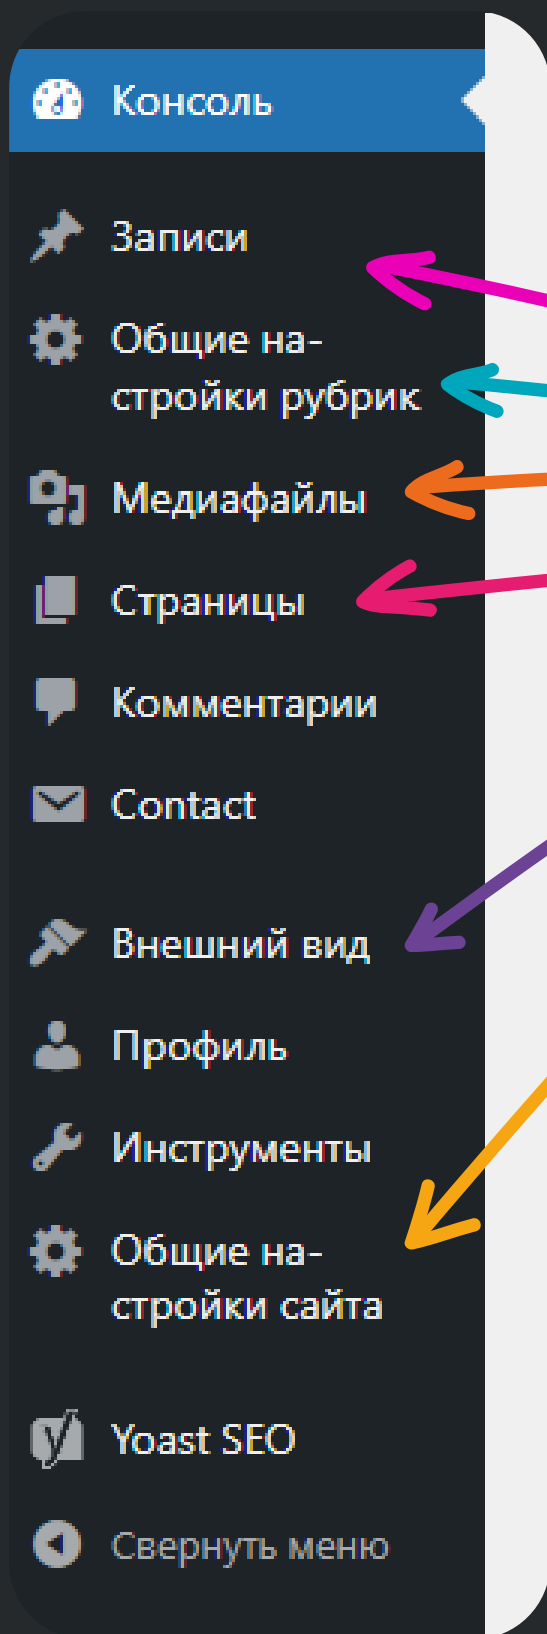 Консоль
Записи
Общие на-
стройки рубрик
Медиафайлы
Страницы
Комментарии
Contact
Внешний вид
Профиль
Инструменты
Общие на-
стройки сайта
Yoast SEO
Свернуть меню